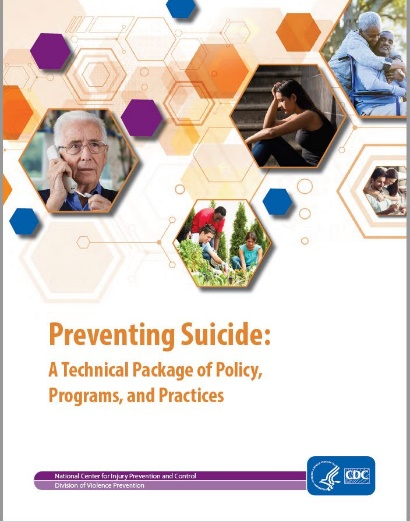 Preventing Suicide:
A Technical Package of Policy,
Programs, and Practices
National Center for Injury Prevention and Control
Division of Violence Prevention
CDC